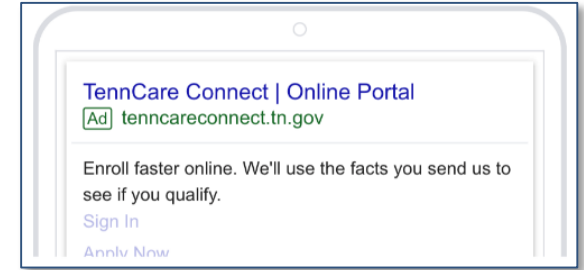 TennCare Connect | Online Portal
Ad tenncareconnect.tn.gov
Enroll faster online. We'll use the facts you send us to
see if you qualify.
Sign In
Apply Now